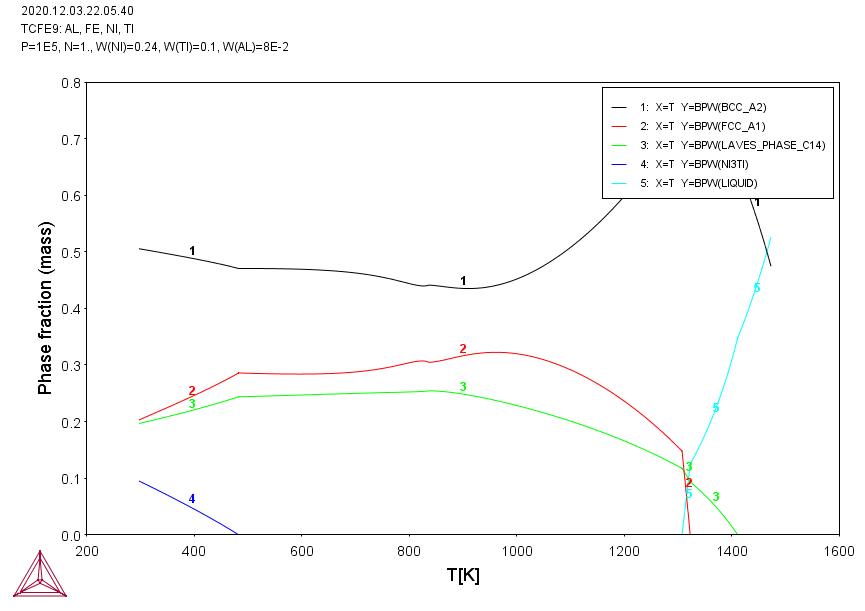 2020.12.03.22.05.40
TCFE9: AL, FE, NI, TI
P=1E5, N=1., W(NI)=0.24, W(TI)=0.1, W(AL)=8E-2
0.8
0.7
0.6
0.5
0.4
0.3
0.2
0.1
0.0
Phase fraction (mass)
1: X=T Y=BPW(BCC_A2)
2: X=T Y=BPW(FCC_A1)
3: X=T Y=BPW(LAVES_PHASE_C14)
4: X=T Y=BPW(NI3TI)
5: X=T Y=BPW(LIQUID)
1
1
1
2
2
2
3
3
3
3
4
5
5
5
200 400 600 800 1000 1200 1400 1600
T[K]